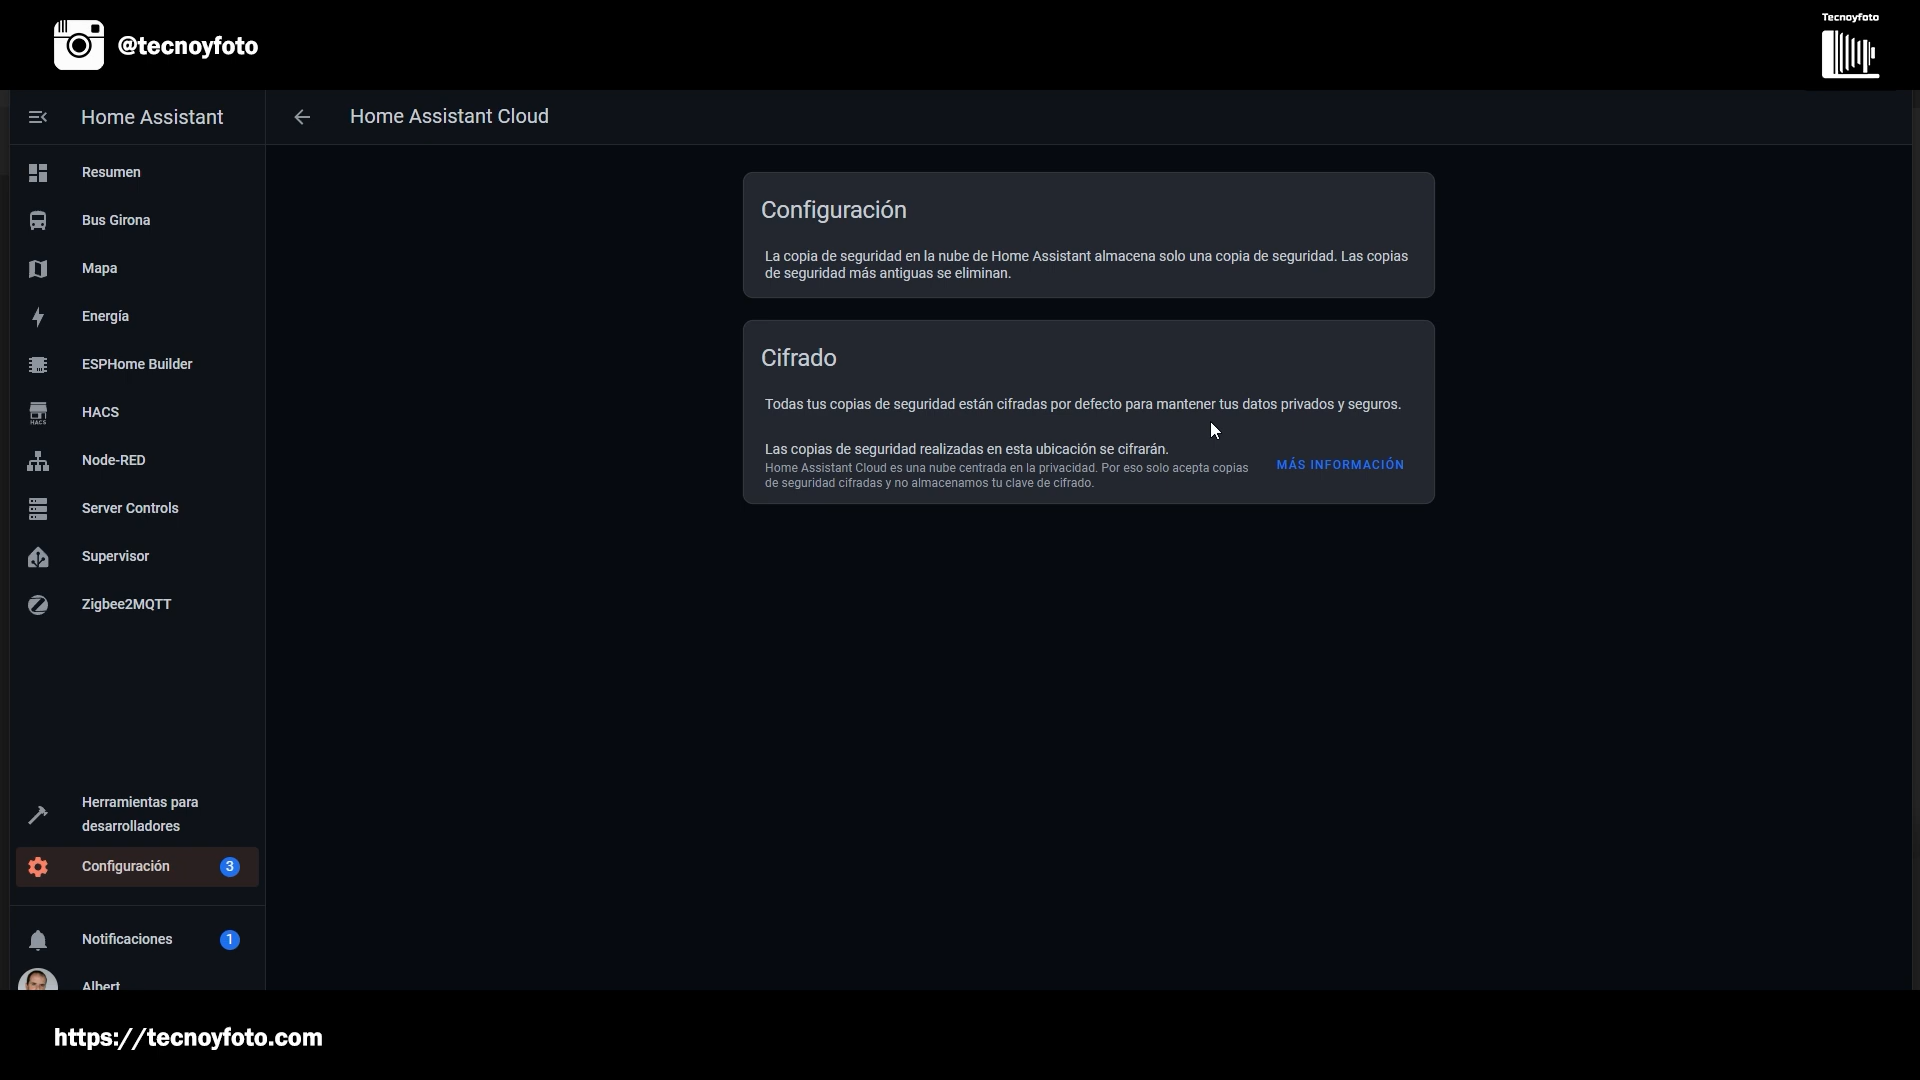 @tecnoyfoto
Tecnoyfoto
Home Assistant
Home Assistant Cloud
Resumen
Bus Girona
Mapa
Energía
ESPHome Builder
HACS
HACS
Node-RED
Server Controls
Supervisor
Zigbee2MQTT
Herramientas para
desarrolladores
Configuración 3
Notificaciones 1
Albert
Configuración
La copia de seguridad en la nube de Home Assistant almacena solo una copia de seguridad. Las copias
de seguridad más antiguas se eliminan.
Cifrado
Todas tus copias de seguridad están cifradas por defecto para mantener tus datos privados y seguros.
Las copias de seguridad realizadas en esta ubicación se cifrarán.
Home Assistant Cloud es una nube centrada en la privacidad. Por eso solo acepta copias
de seguridad cifradas y no almacenamos tu clave de cifrado.
MÁS INFORMACIÓN
https://tecnoyfoto.com